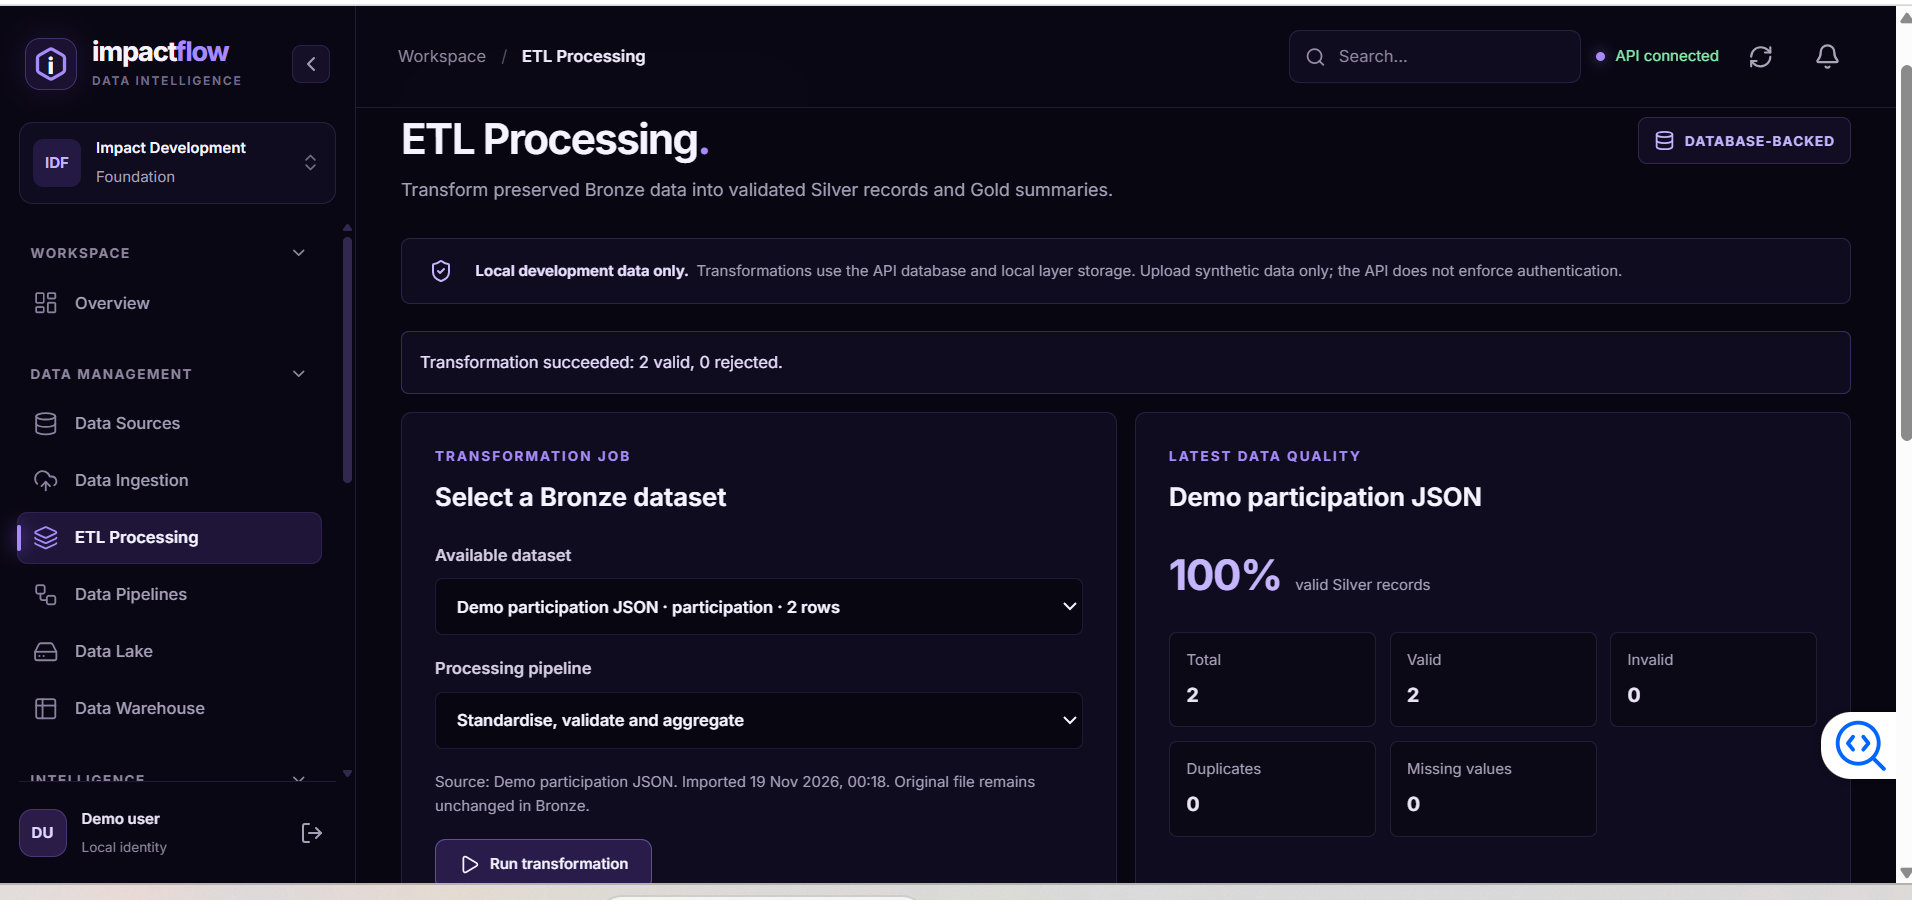 impactflow
DATA INTELLIGENCE
IDF
Impact Development
Foundation
WORKSPACE
Overview
DATA MANAGEMENT
Data Sources
Data Ingestion
ETL Processing
Data Pipelines
Data Lake
Data Warehouse
INTELLIGENCE
DU
Demo user
Local identity
Workspace / ETL Processing
Search...
API connected
ETL Processing.
DATABASE-BACKED
Transform preserved Bronze data into validated Silver records and Gold summaries.
Local development data only. Transformations use the API database and local layer storage. Upload synthetic data only; the API does not enforce authentication.
Transformation succeeded: 2 valid, 0 rejected.
TRANSFORMATION JOB
Select a Bronze dataset
Available dataset
Demo participation JSON · participation · 2 rows
Processing pipeline
Standardise, validate and aggregate
Source: Demo participation JSON. Imported 19 Nov 2026, 00:18. Original file remains
unchanged in Bronze.
Run transformation
LATEST DATA QUALITY
Demo participation JSON
100% valid Silver records
Total
2
Valid
2
Invalid
0
Duplicates
0
Missing values
0